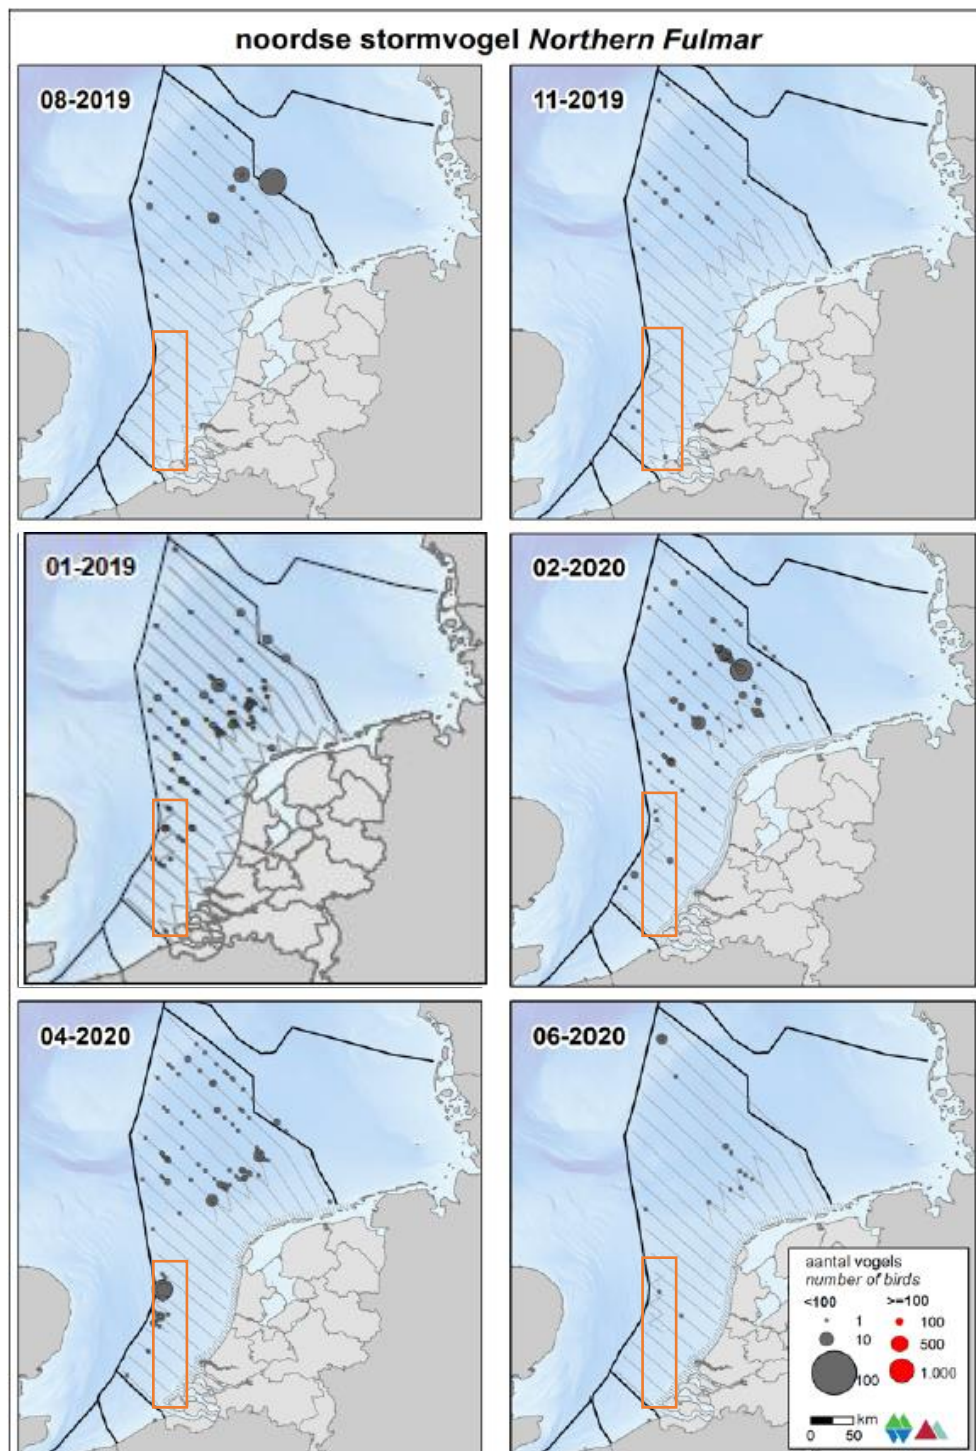 noordse stormvogel Northern Fulmar
08-2019
11-2019
01-2019
02-2020
04-2020
06-2020
aantal vogels
number of birds
<100 >=100
1 100
10 500
100 1.000
km
0 50